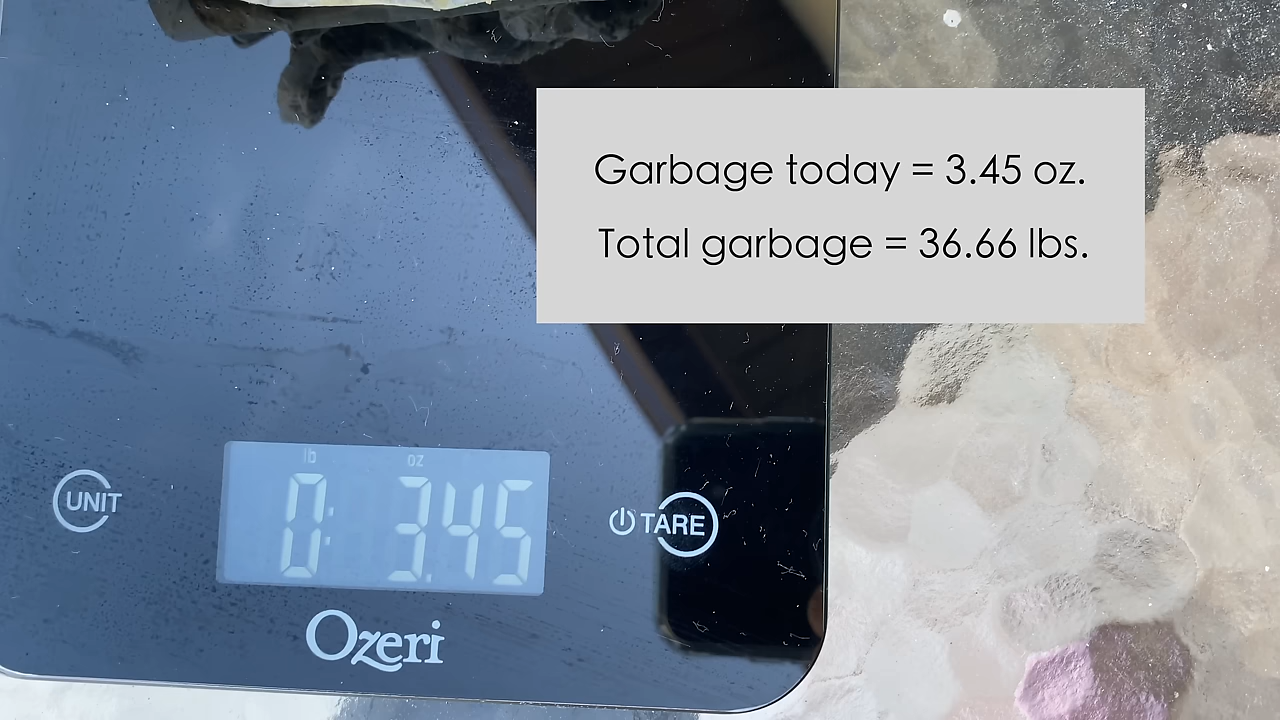 Garbage today = 3.45 oz.
Total garbage = 36.66 lbs.
lb oz
0: 3.45
UNIT
TARE
Ozeri